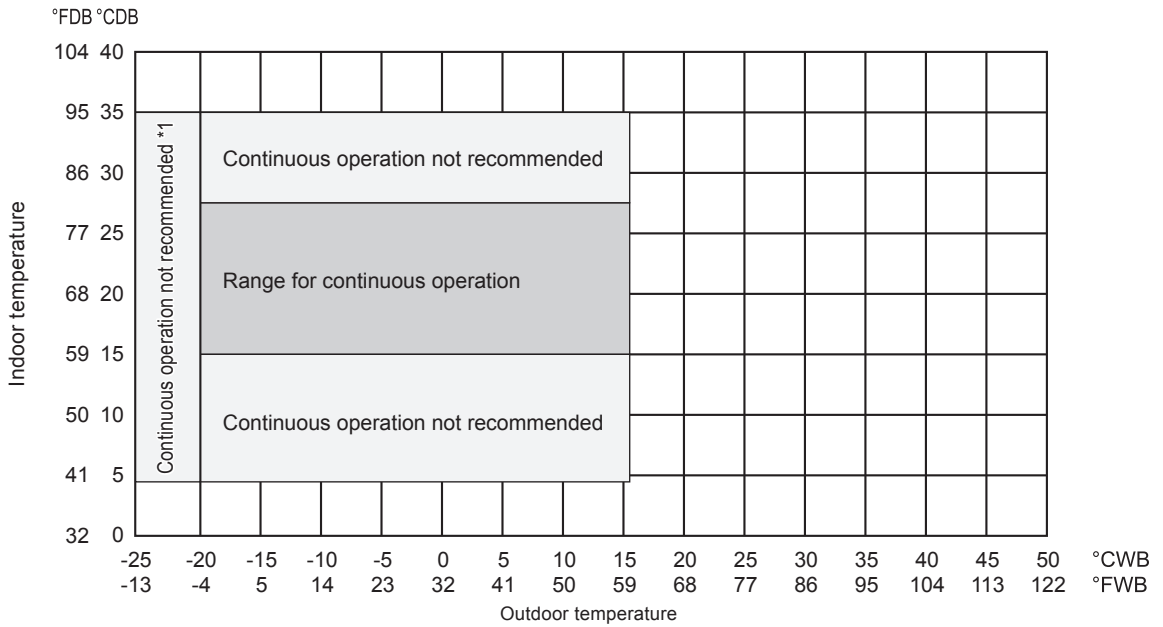 °FDB °CDB
104 40
95 35
86 30
77 25
68 20
59 15
50 10
41 5
32 0
Indoor temperature
Continuous operation not recommended *1
Continuous operation not recommended
Range for continuous operation
Continuous operation not recommended
-25 -20 -15 -10 -5 0 5 10 15 20 25 30 35 40 45 50 °CWB
-13 -4 5 14 23 32 41 50 59 68 77 86 95 104 113 122 °FWB
Outdoor temperature